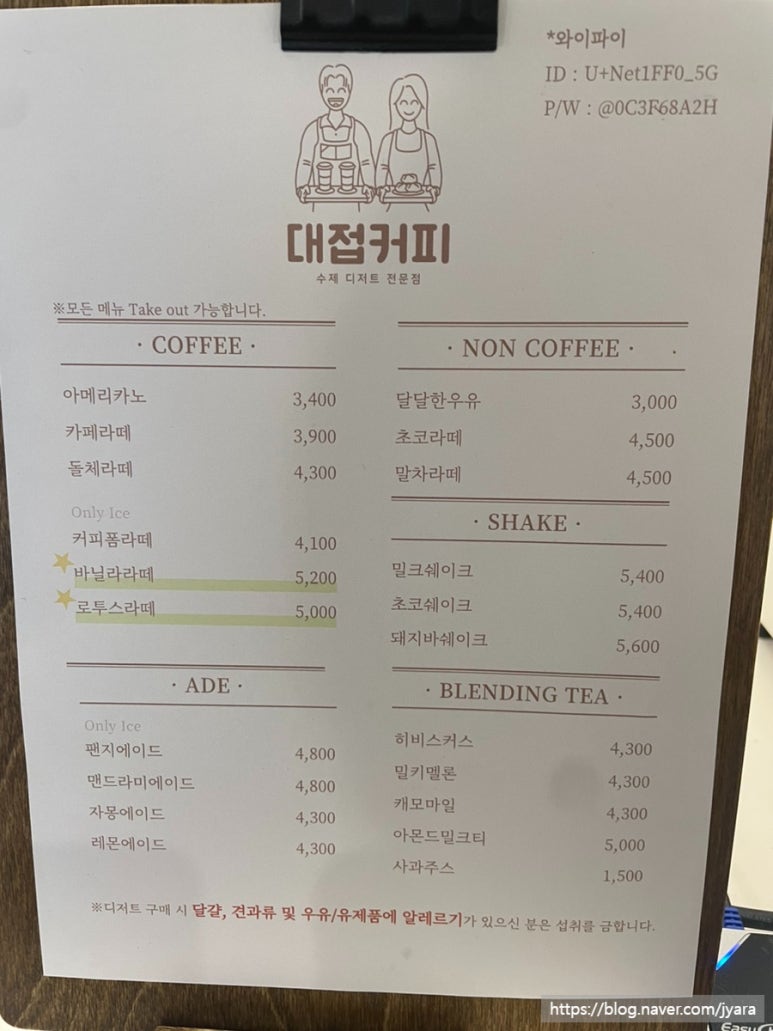 *와이파이
ID : U+Net1FF0_5G
P/W : @0C3F68A2H
대접커피
수제 디저트 전문점
※모든 메뉴 Take out 가능합니다.
· COFFEE ·
아메리카노 3,400
카페라떼 3,900
돌체라떼 4,300
Only Ice
커피폼라떼 4,100
바닐라라떼 5,200
로투스라떼 5,000
· NON COFFEE ·
달달한우유 3,000
초코라떼 4,500
말차라떼 4,500
· SHAKE ·
밀크쉐이크 5,400
초코쉐이크 5,400
돼지바쉐이크 5,600
· ADE ·
Only Ice
팬지에이드 4,800
맨드라미에이드 4,800
자몽에이드 4,300
레몬에이드 4,300
· BLENDING TEA ·
히비스커스 4,300
밀키멜론 4,300
캐모마일 4,300
아몬드밀크티 5,000
사과주스 1,500
※디저트 구매 시 달걀, 견과류 및 우유/유제품에 알레르기가 있으신 분은 섭취를 금합니다.
https://blog.naver.com/jyara